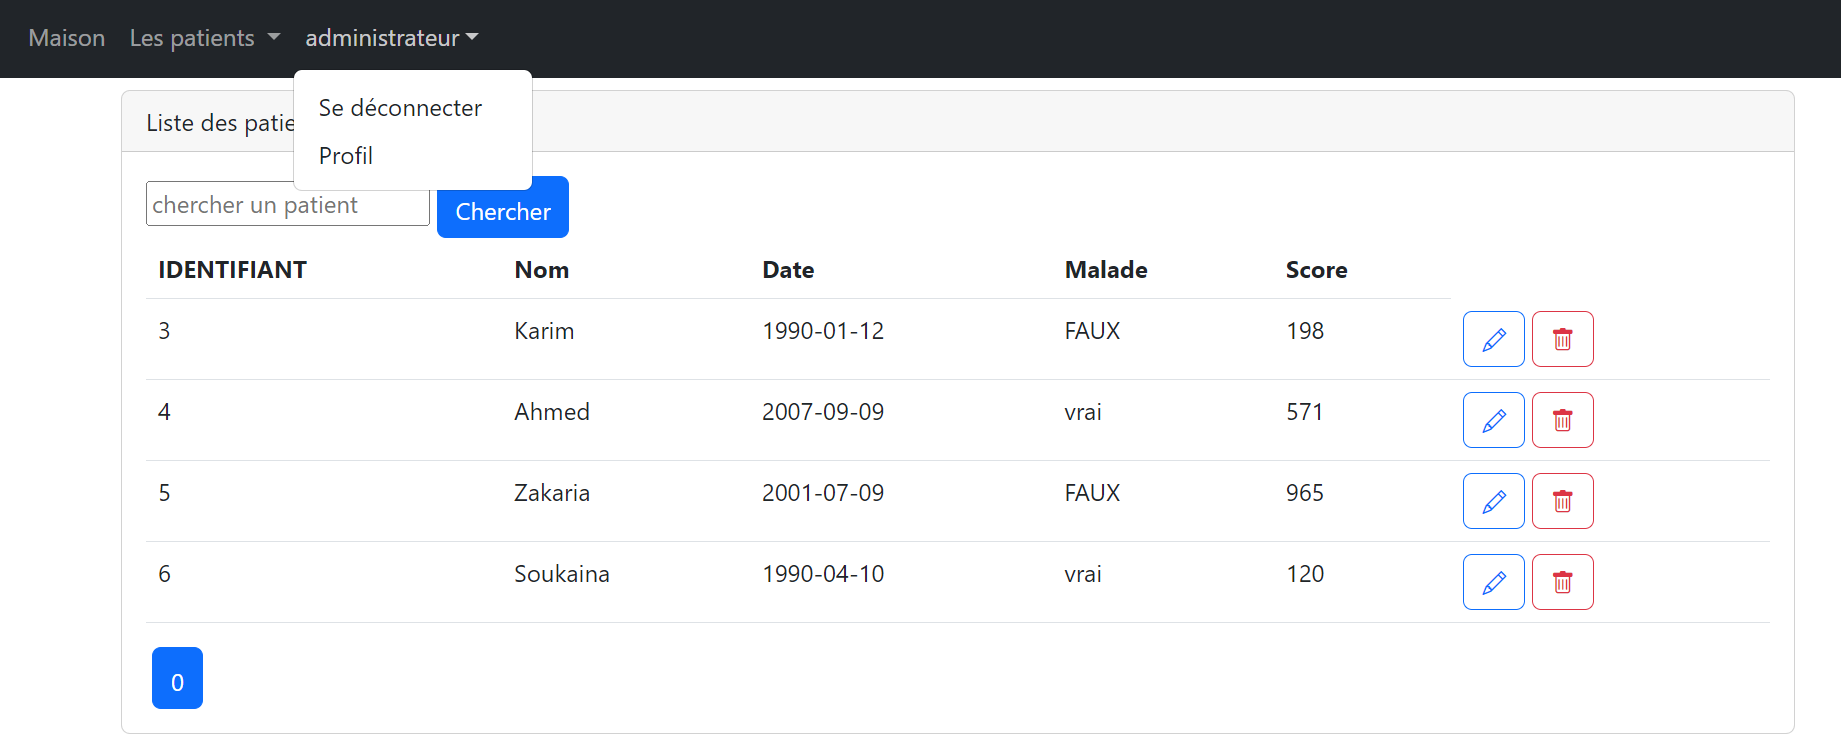 Maison Les patients administrateur
Se déconnecter
Profil
Liste des patie
chercher un patient Chercher
IDENTIFIANT Nom Date Malade Score
3 Karim 1990-01-12 FAUX 198
4 Ahmed 2007-09-09 vrai 571
5 Zakaria 2001-07-09 FAUX 965
6 Soukaina 1990-04-10 vrai 120
0